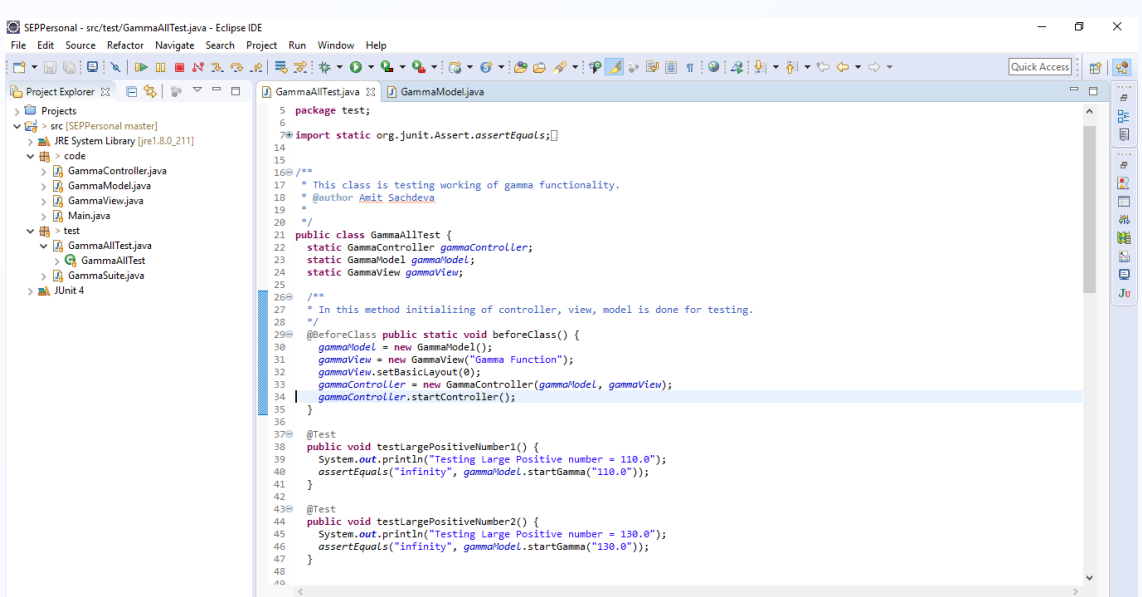 SEPPersonal - src/test/GammaAllTest.java - Eclipse IDE
File Edit Source Refactor Navigate Search Project Run Window Help
Quick Access
Project Explorer
GammaAllTest.java GammaModel.java
Projects
> src [SEPPersonal master]
JRE System Library [jre1.8.0_211]
> code
GammaController.java
GammaModel.java
GammaView.java
Main.java
> test
GammaAllTest.java
GammaAllTest
GammaSuite.java
JUnit 4
5 package test;
6
7 import static org.junit.Assert.assertEquals;
14
15
16 /**
17 * This class is testing working of gamma functionality.
18 * @author Amit Sachdeva
19 *
20 */
21 public class GammaAllTest {
22 static GammaController gammaController;
23 static GammaModel gammaModel;
24 static GammaView gammaView;
25
26 /**
27 * In this method initializing of controller, view, model is done for testing.
28 */
29 @BeforeClass public static void beforeClass() {
30 gammaModel = new GammaModel();
31 gammaView = new GammaView("Gamma Function");
32 gammaView.setBasicLayout(0);
33 gammaController = new GammaController(gammaModel, gammaView);
34 gammaController.startController();
35 }
36
37 @Test
38 public void testLargePositiveNumber1() {
39 System.out.println("Testing Large Positive number = 110.0");
40 assertEquals("infinity", gammaModel.startGamma("110.0"));
41 }
42
43 @Test
44 public void testLargePositiveNumber2() {
45 System.out.println("Testing Large Positive number = 130.0");
46 assertEquals("infinity", gammaModel.startGamma("130.0"));
47 }
48
49